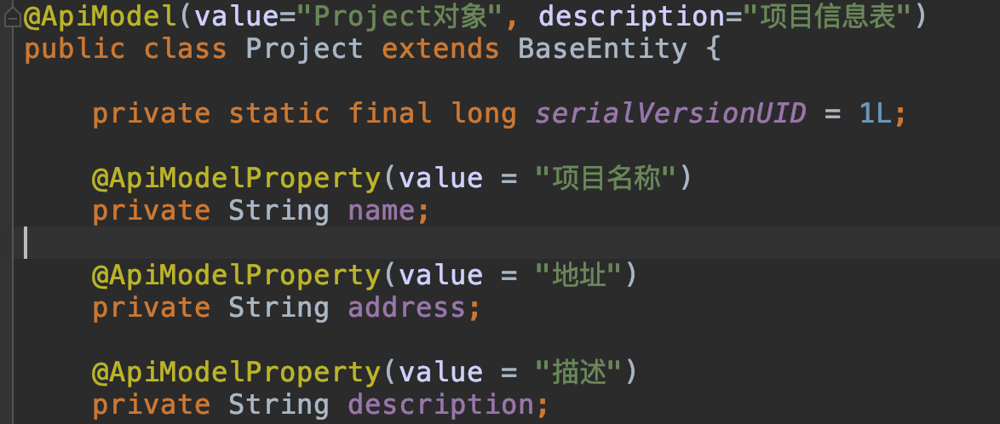 @ApiModel(value="Project对象", description="项目信息表")
public class Project extends BaseEntity {
private static final long serialVersionUID = 1L;
@ApiModelProperty(value = "项目名称")
private String name;
@ApiModelProperty(value = "地址")
private String address;
@ApiModelProperty(value = "描述")
private String description;